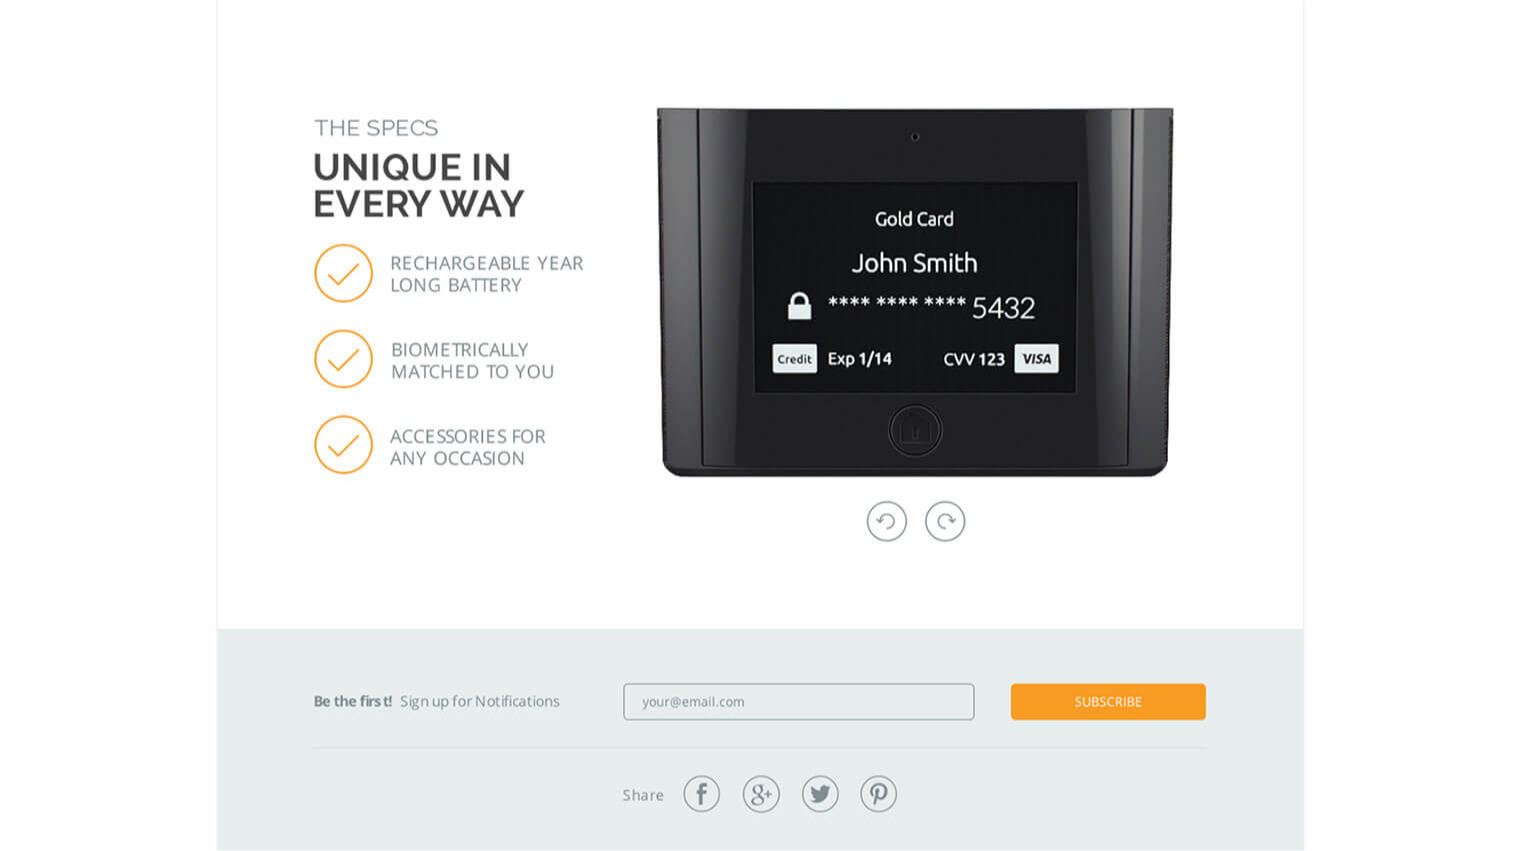 THE SPECS
UNIQUE IN
EVERY WAY
RECHARGEABLE YEAR
LONG BATTERY
BIOMETRICALLY
MATCHED TO YOU
ACCESSORIES FOR
ANY OCCASION
Gold Card
John Smith
**** **** **** 5432
Credit Exp 1/14 CVV 123 VISA
Be the first! Sign up for Notifications your@email.com SUBSCRIBE
Share f g+ p